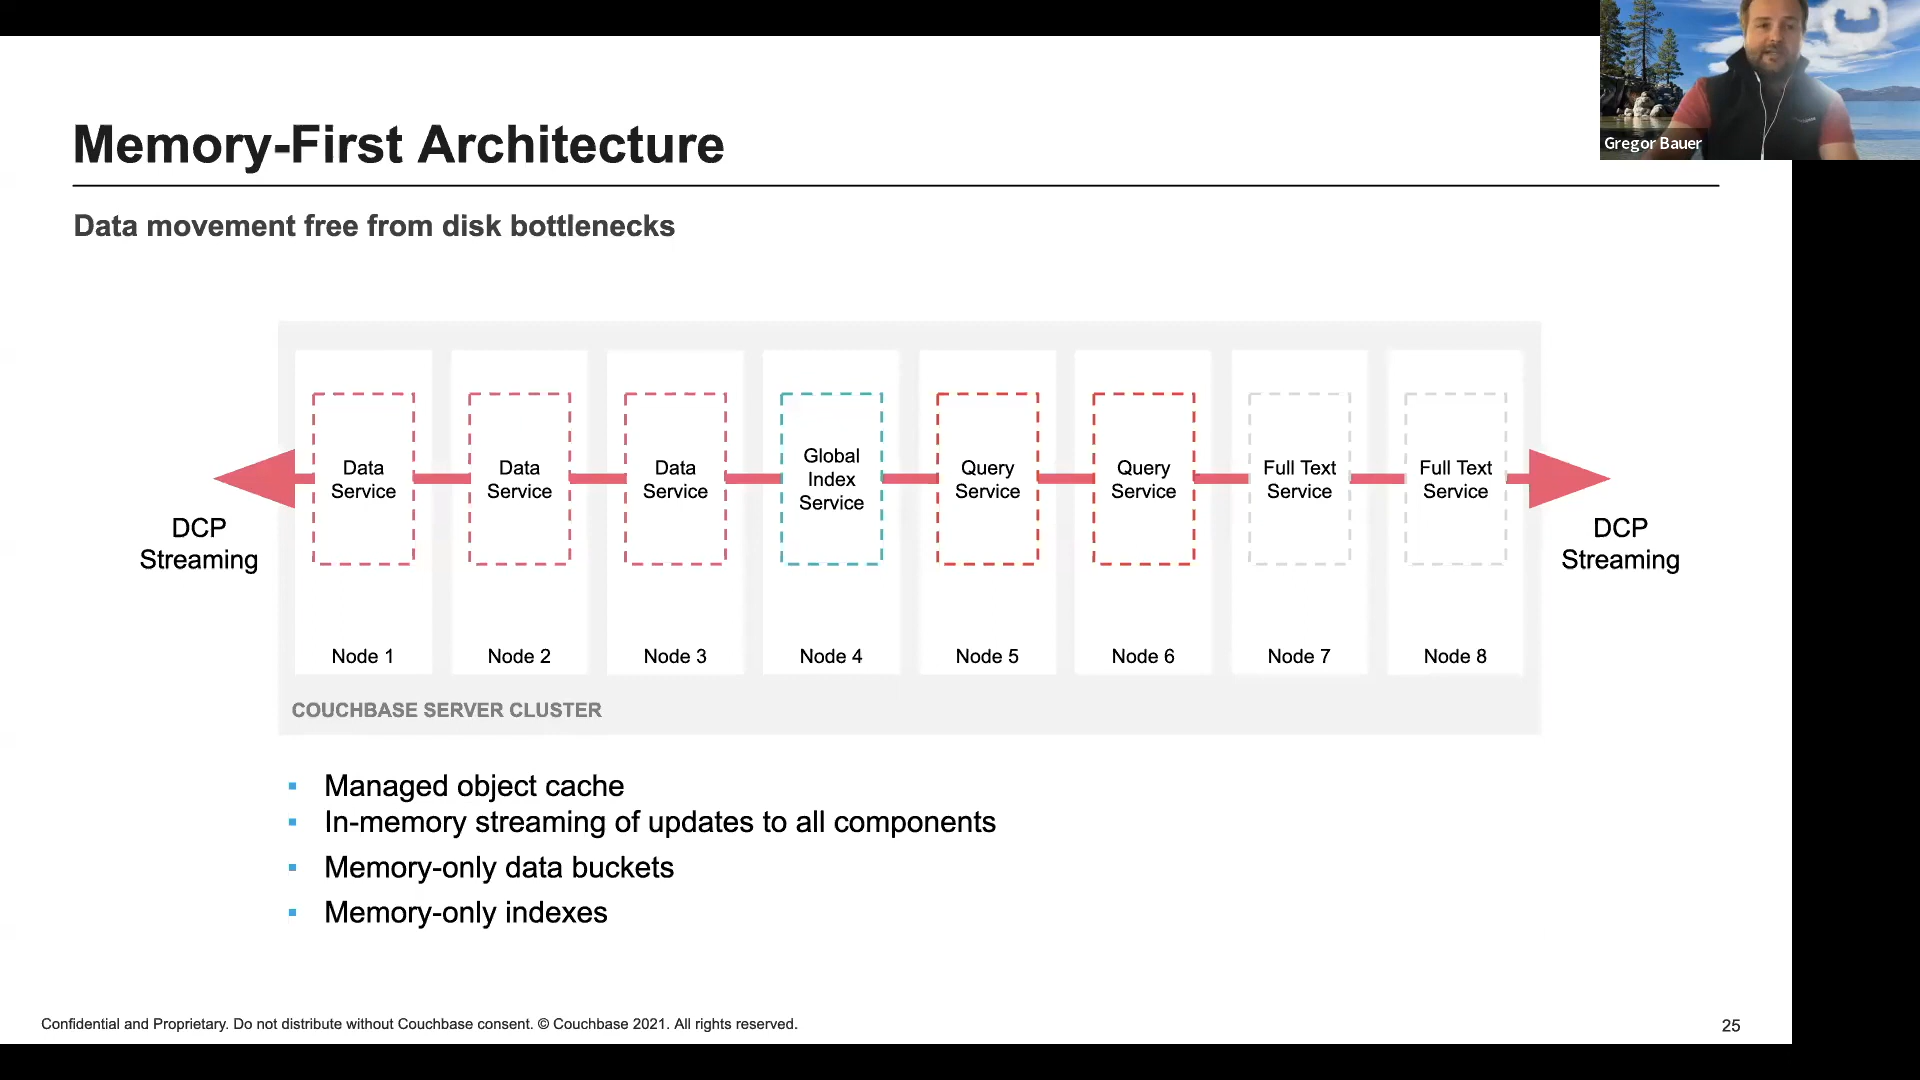 Gregor Bauer
Memory-First Architecture
Data movement free from disk bottlenecks
Data
Service
Data
Service
Data
Service
Global
Index
Service
Query
Service
Query
Service
Full Text
Service
Full Text
Service
DCP
Streaming
DCP
Streaming
Node 1
Node 2
Node 3
Node 4
Node 5
Node 6
Node 7
Node 8
COUCHBASE SERVER CLUSTER
▪ Managed object cache
▪ In-memory streaming of updates to all components
▪ Memory-only data buckets
▪ Memory-only indexes
Confidential and Proprietary. Do not distribute without Couchbase consent. © Couchbase 2021. All rights reserved.
25